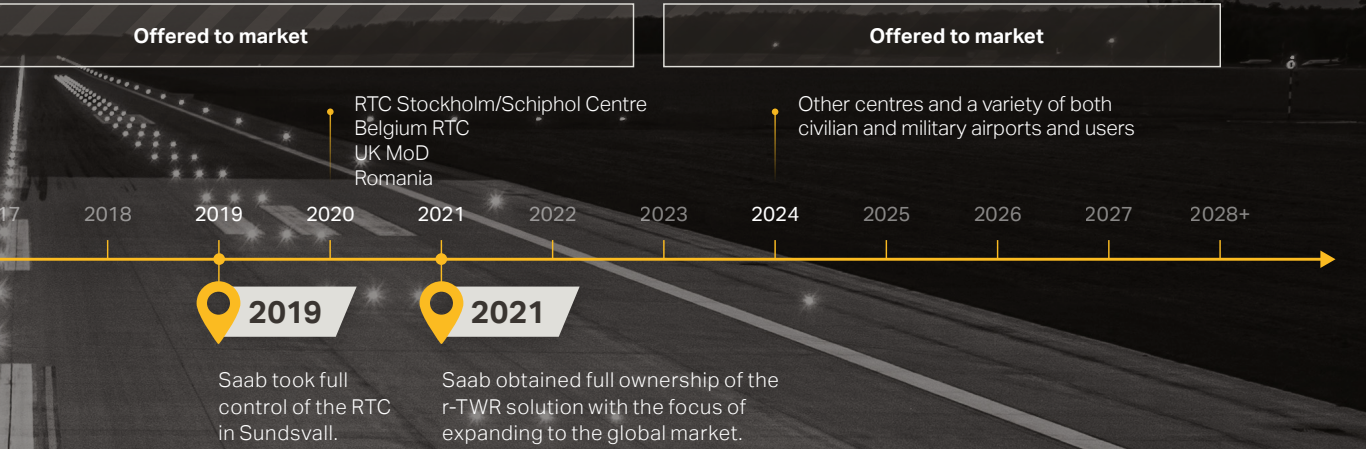 Offered to market
Offered to market
RTC Stockholm/Schiphol Centre
Belgium RTC
UK MoD
Romania
Other centres and a variety of both
civilian and military airports and users
17 2018 2019 2020 2021 2022 2023 2024 2025 2026 2027 2028+
2019
2021
Saab took full
control of the RTC
in Sundsvall.
Saab obtained full ownership of the
r-TWR solution with the focus of
expanding to the global market.